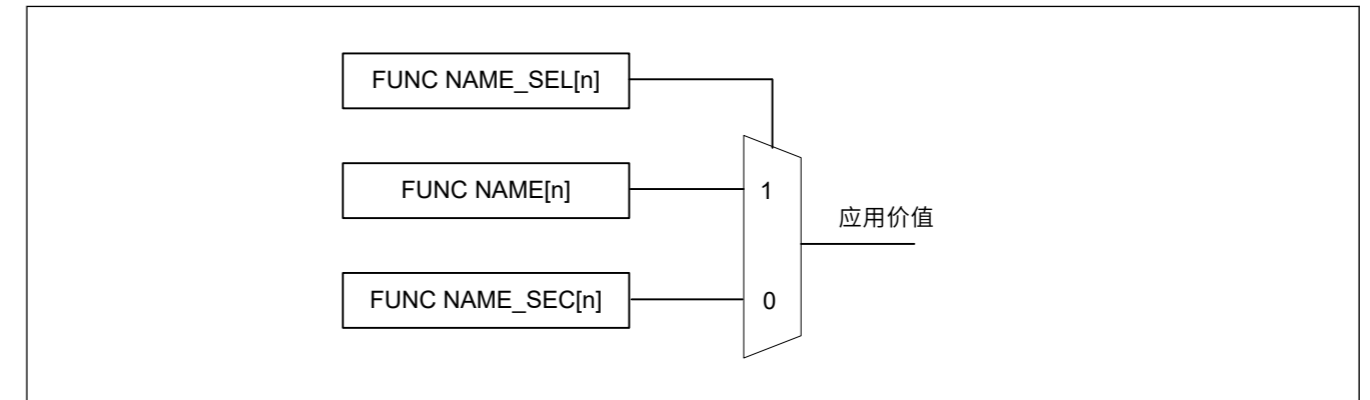 FUNC NAME_SEL[n]
FUNC NAME[n]
1
应用价值
FUNC NAME_SEC[n]
0